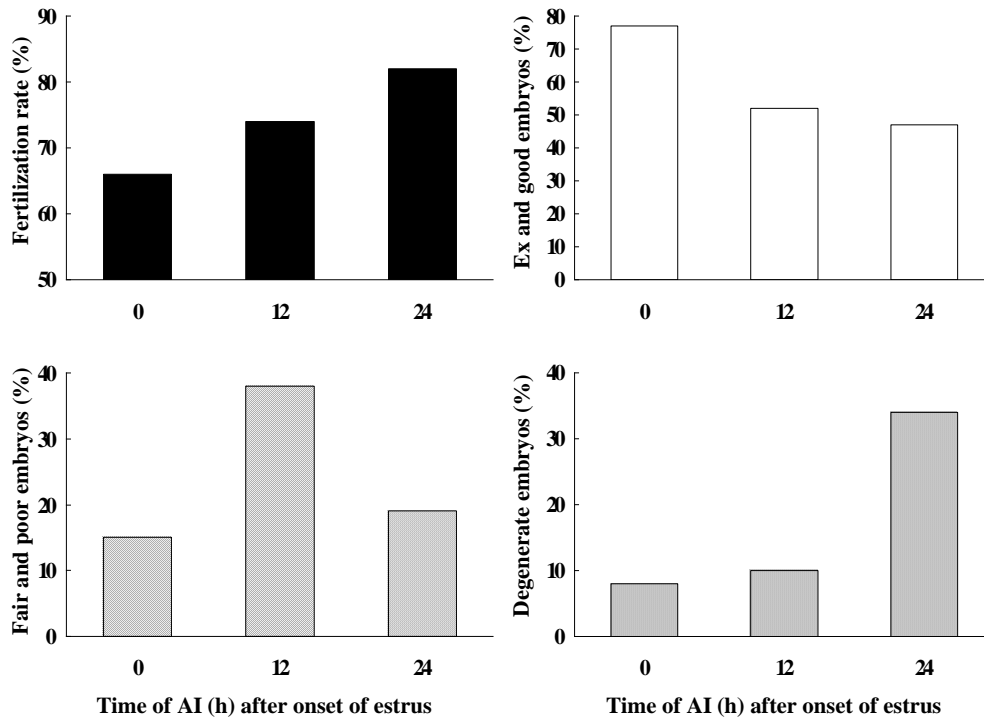 Fertilization rate (%)
90
80
70
60
50
0 12 24
Ex and good embryos (%)
80
70
60
50
40
30
20
10
0
0 12 24
Fair and poor embryos (%)
40
30
20
10
0
0 12 24
Time of AI (h) after onset of estrus
Degenerate embryos (%)
40
30
20
10
0
0 12 24
Time of AI (h) after onset of estrus